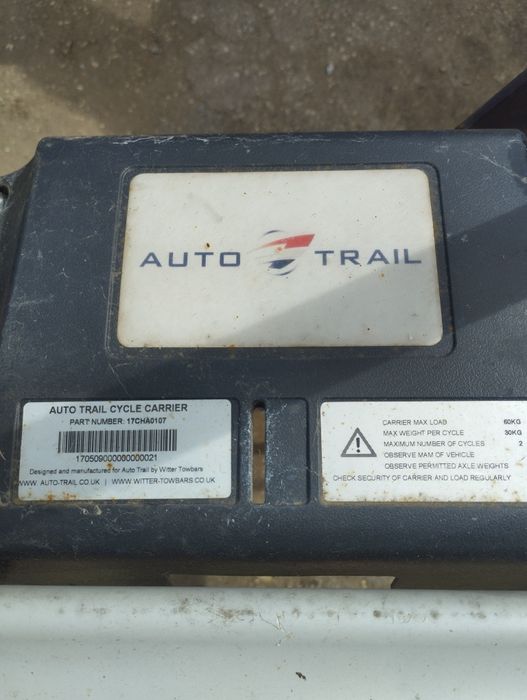 AUTO TRAIL
AUTO TRAIL CYCLE CARRIER
PART NUMBER: 17CHA0107
170509000000000021
Designed and manufactured for Auto Trail by Witter Towbars
WWW. AUTO-TRAIL.CO.UK | WWW. WITTER-TOWBARS.CO.UK
CARRIER MAX LOAD 60KG
MAX WEIGHT PER CYCLE 30KG
MAXIMUM NUMBER OF CYCLES 2
OBSERVE MAM OF VEHICLE
OBSERVE PERMITTED AXLE WEIGHTS
CHECK SECURITY OF CARRIER AND LOAD REGULARLY